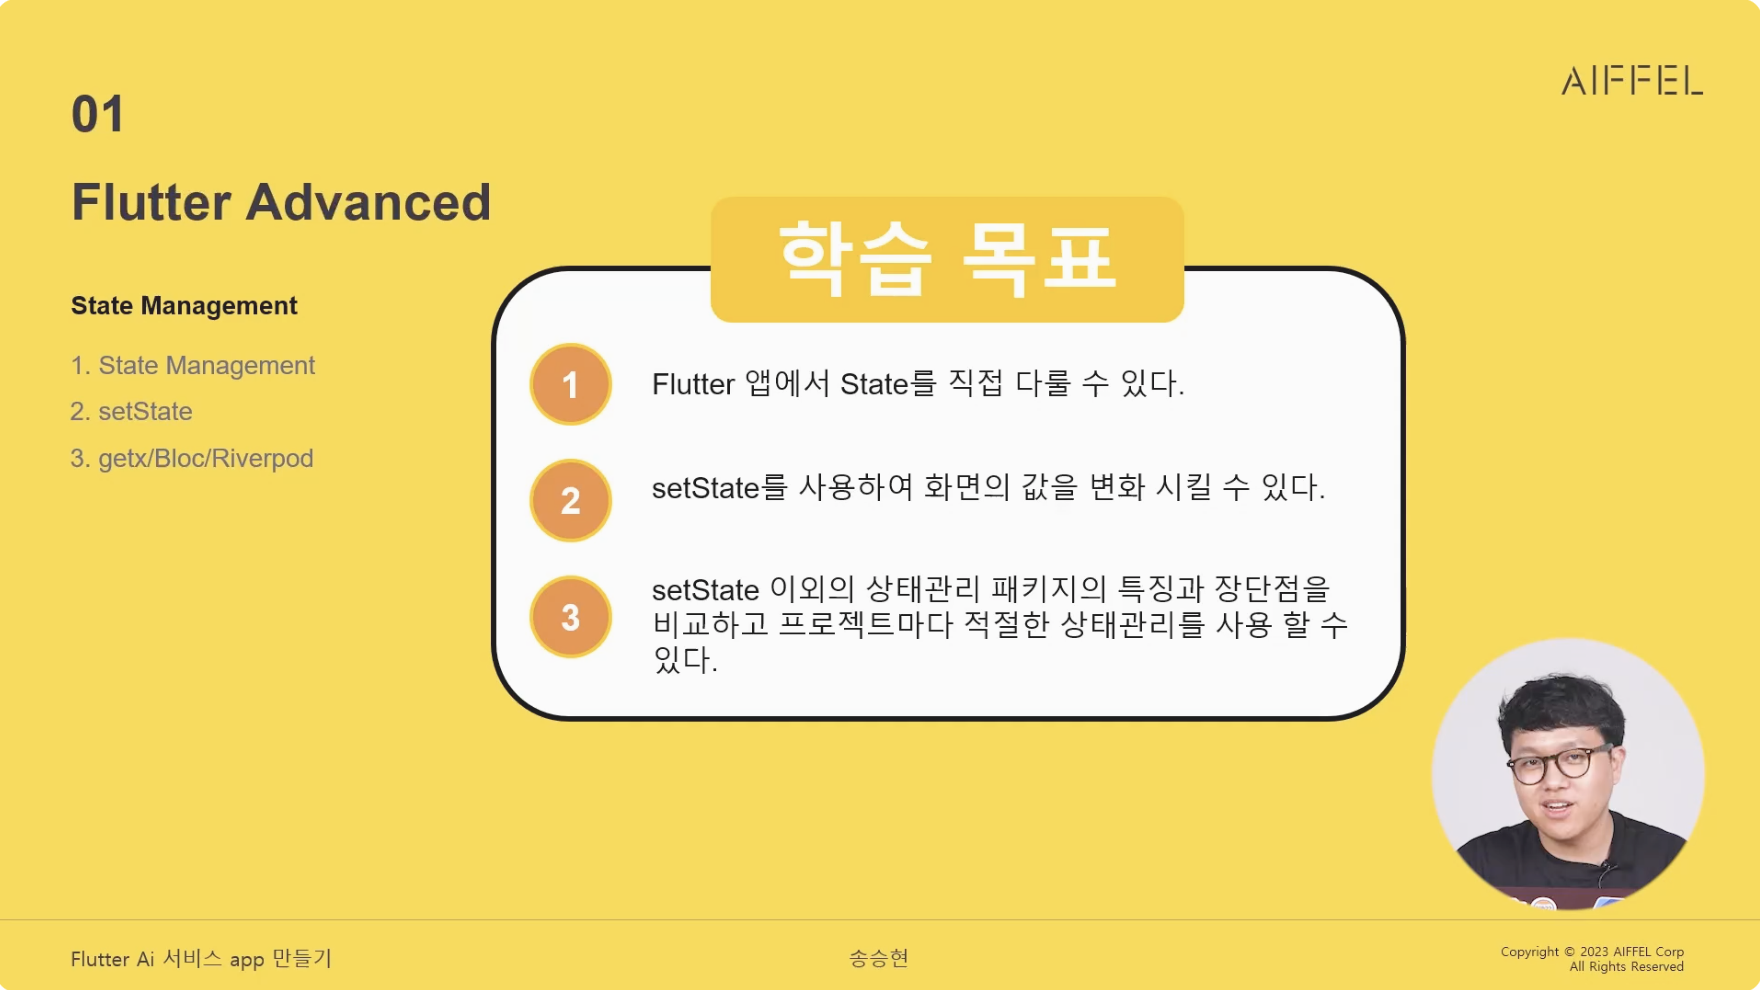 AIFFEL
01
Flutter Advanced
State Management
1. State Management
2. setState
3. getx/Bloc/Riverpod
학습 목표
1
Flutter 앱에서 State를 직접 다룰 수 있다.
2
setState를 사용하여 화면의 값을 변화 시킬 수 있다.
3
setState 이외의 상태관리 패키지의 특징과 장단점을
비교하고 프로젝트마다 적절한 상태관리를 사용 할 수
있다.
Flutter Ai 서비스 app 만들기
송승현
Copyright © 2023 AIFFEL Corp
All Rights Reserved